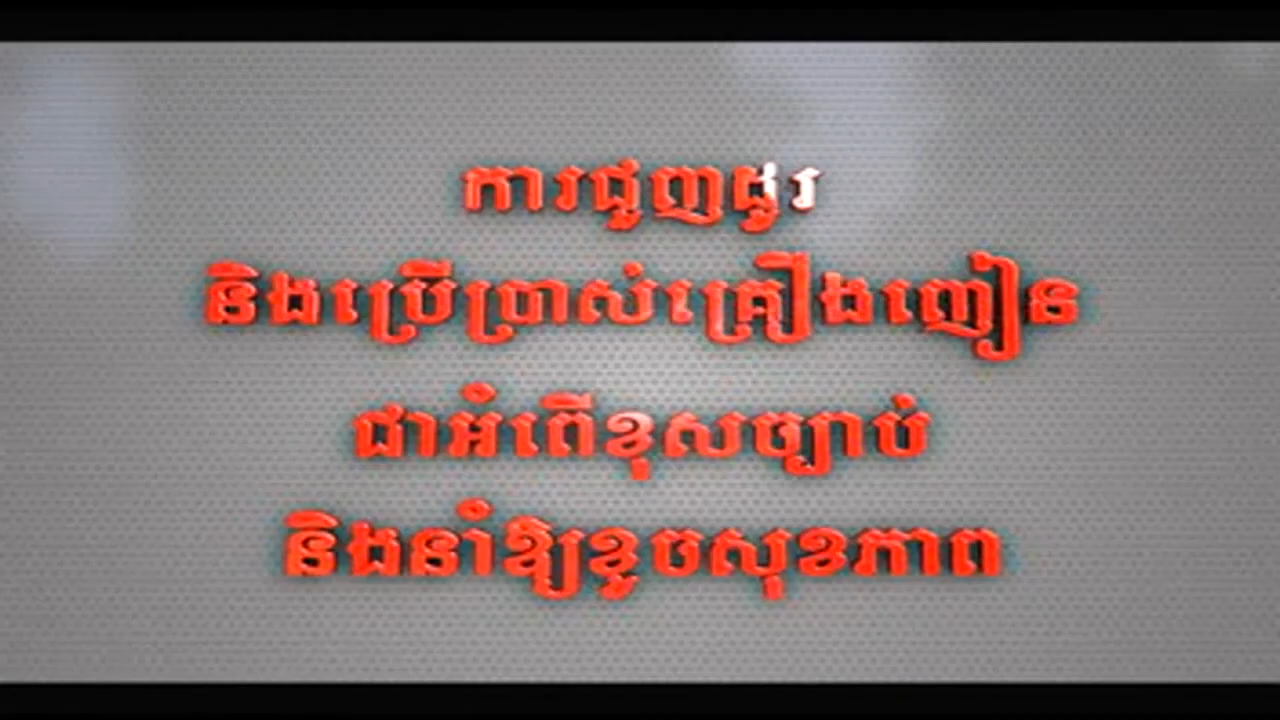 ការជួញដូរ
និងប្រើប្រាស់គ្រឿងញៀន
ជាអំពើខុសច្បាប់
និងនាំឱ្យខូចសុខភាព